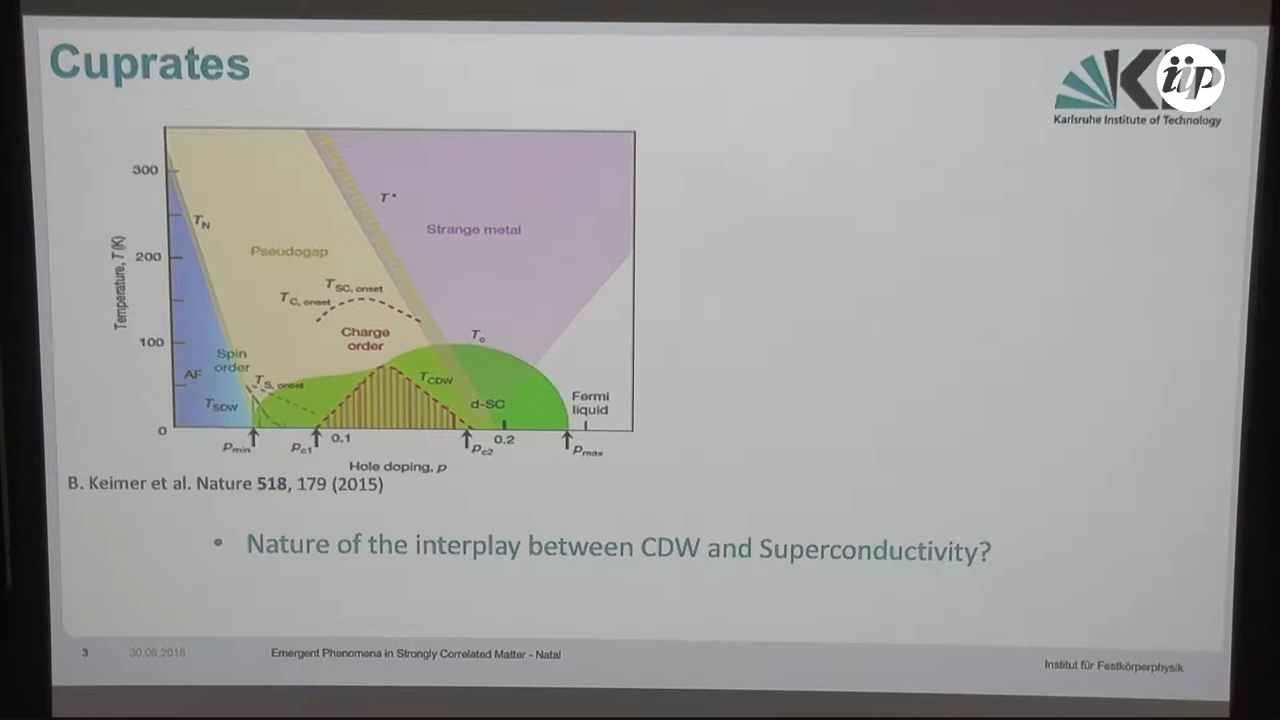 Cuprates
iip
Karlsruhe Institute of Technology
300
200
100
0
Temperature, T (K)
TN
T*
Strange metal
Pseudogap
TSC, onset
TC, onset
Charge
order
Tc
Spin
order
AF
TS, onset
TCDW
TSDW
d-SC
Fermi
liquid
pmin
pc1
0.1
pc2
0.2
pmax
Hole doping, p
B. Keimer et al. Nature 518, 179 (2015)
• Nature of the interplay between CDW and Superconductivity?
3
30.08.2018
Emergent Phenomena in Strongly Correlated Matter - Natal
Institut für Festkörperphysik